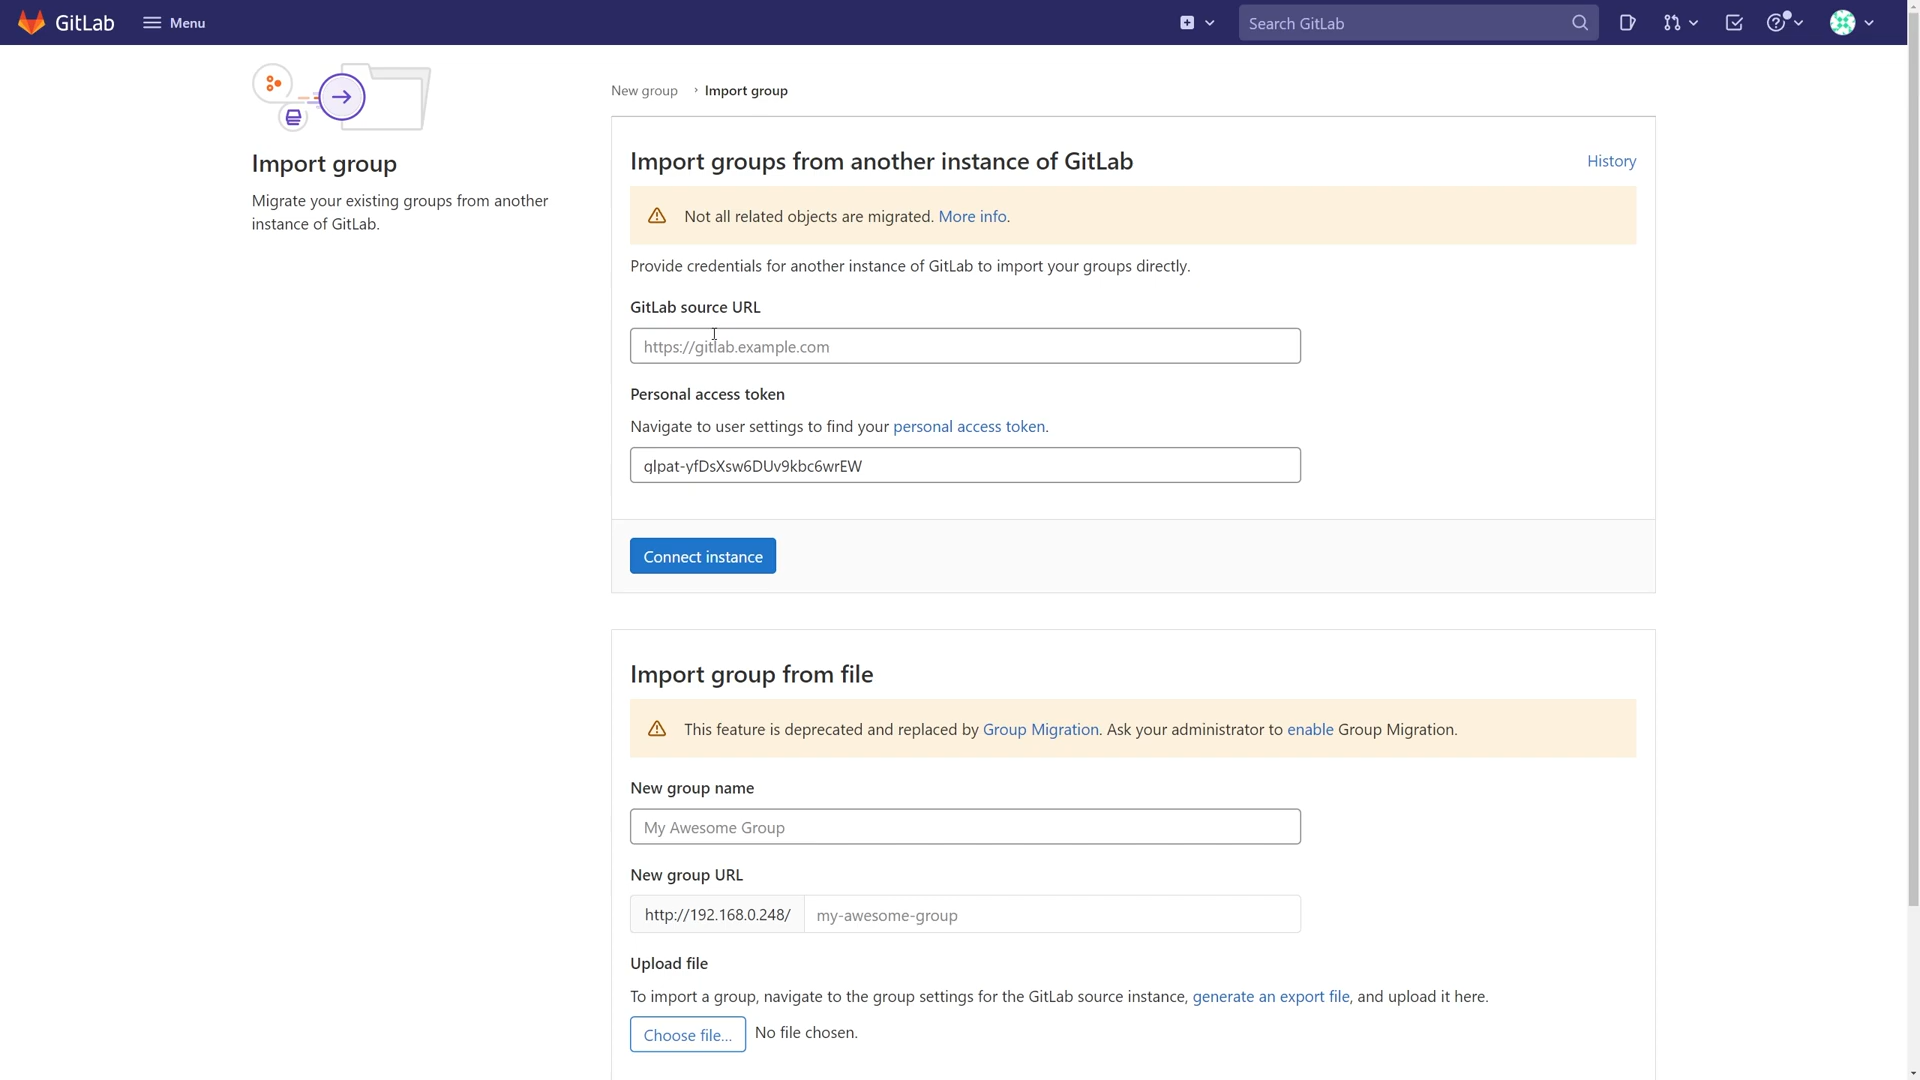 GitLab
Menu
Search GitLab
Import group
Migrate your existing groups from another
instance of GitLab.
New group › Import group
Import groups from another instance of GitLab
History
Not all related objects are migrated. More info.
Provide credentials for another instance of GitLab to import your groups directly.
GitLab source URL
https://gitlab.example.com
Personal access token
Navigate to user settings to find your personal access token.
glpat-yfDsXsw6DUv9kbc6wrEW
Connect instance
Import group from file
This feature is deprecated and replaced by Group Migration. Ask your administrator to enable Group Migration.
New group name
My Awesome Group
New group URL
http://192.168.0.248/ my-awesome-group
Upload file
To import a group, navigate to the group settings for the GitLab source instance, generate an export file, and upload it here.
Choose file... No file chosen.